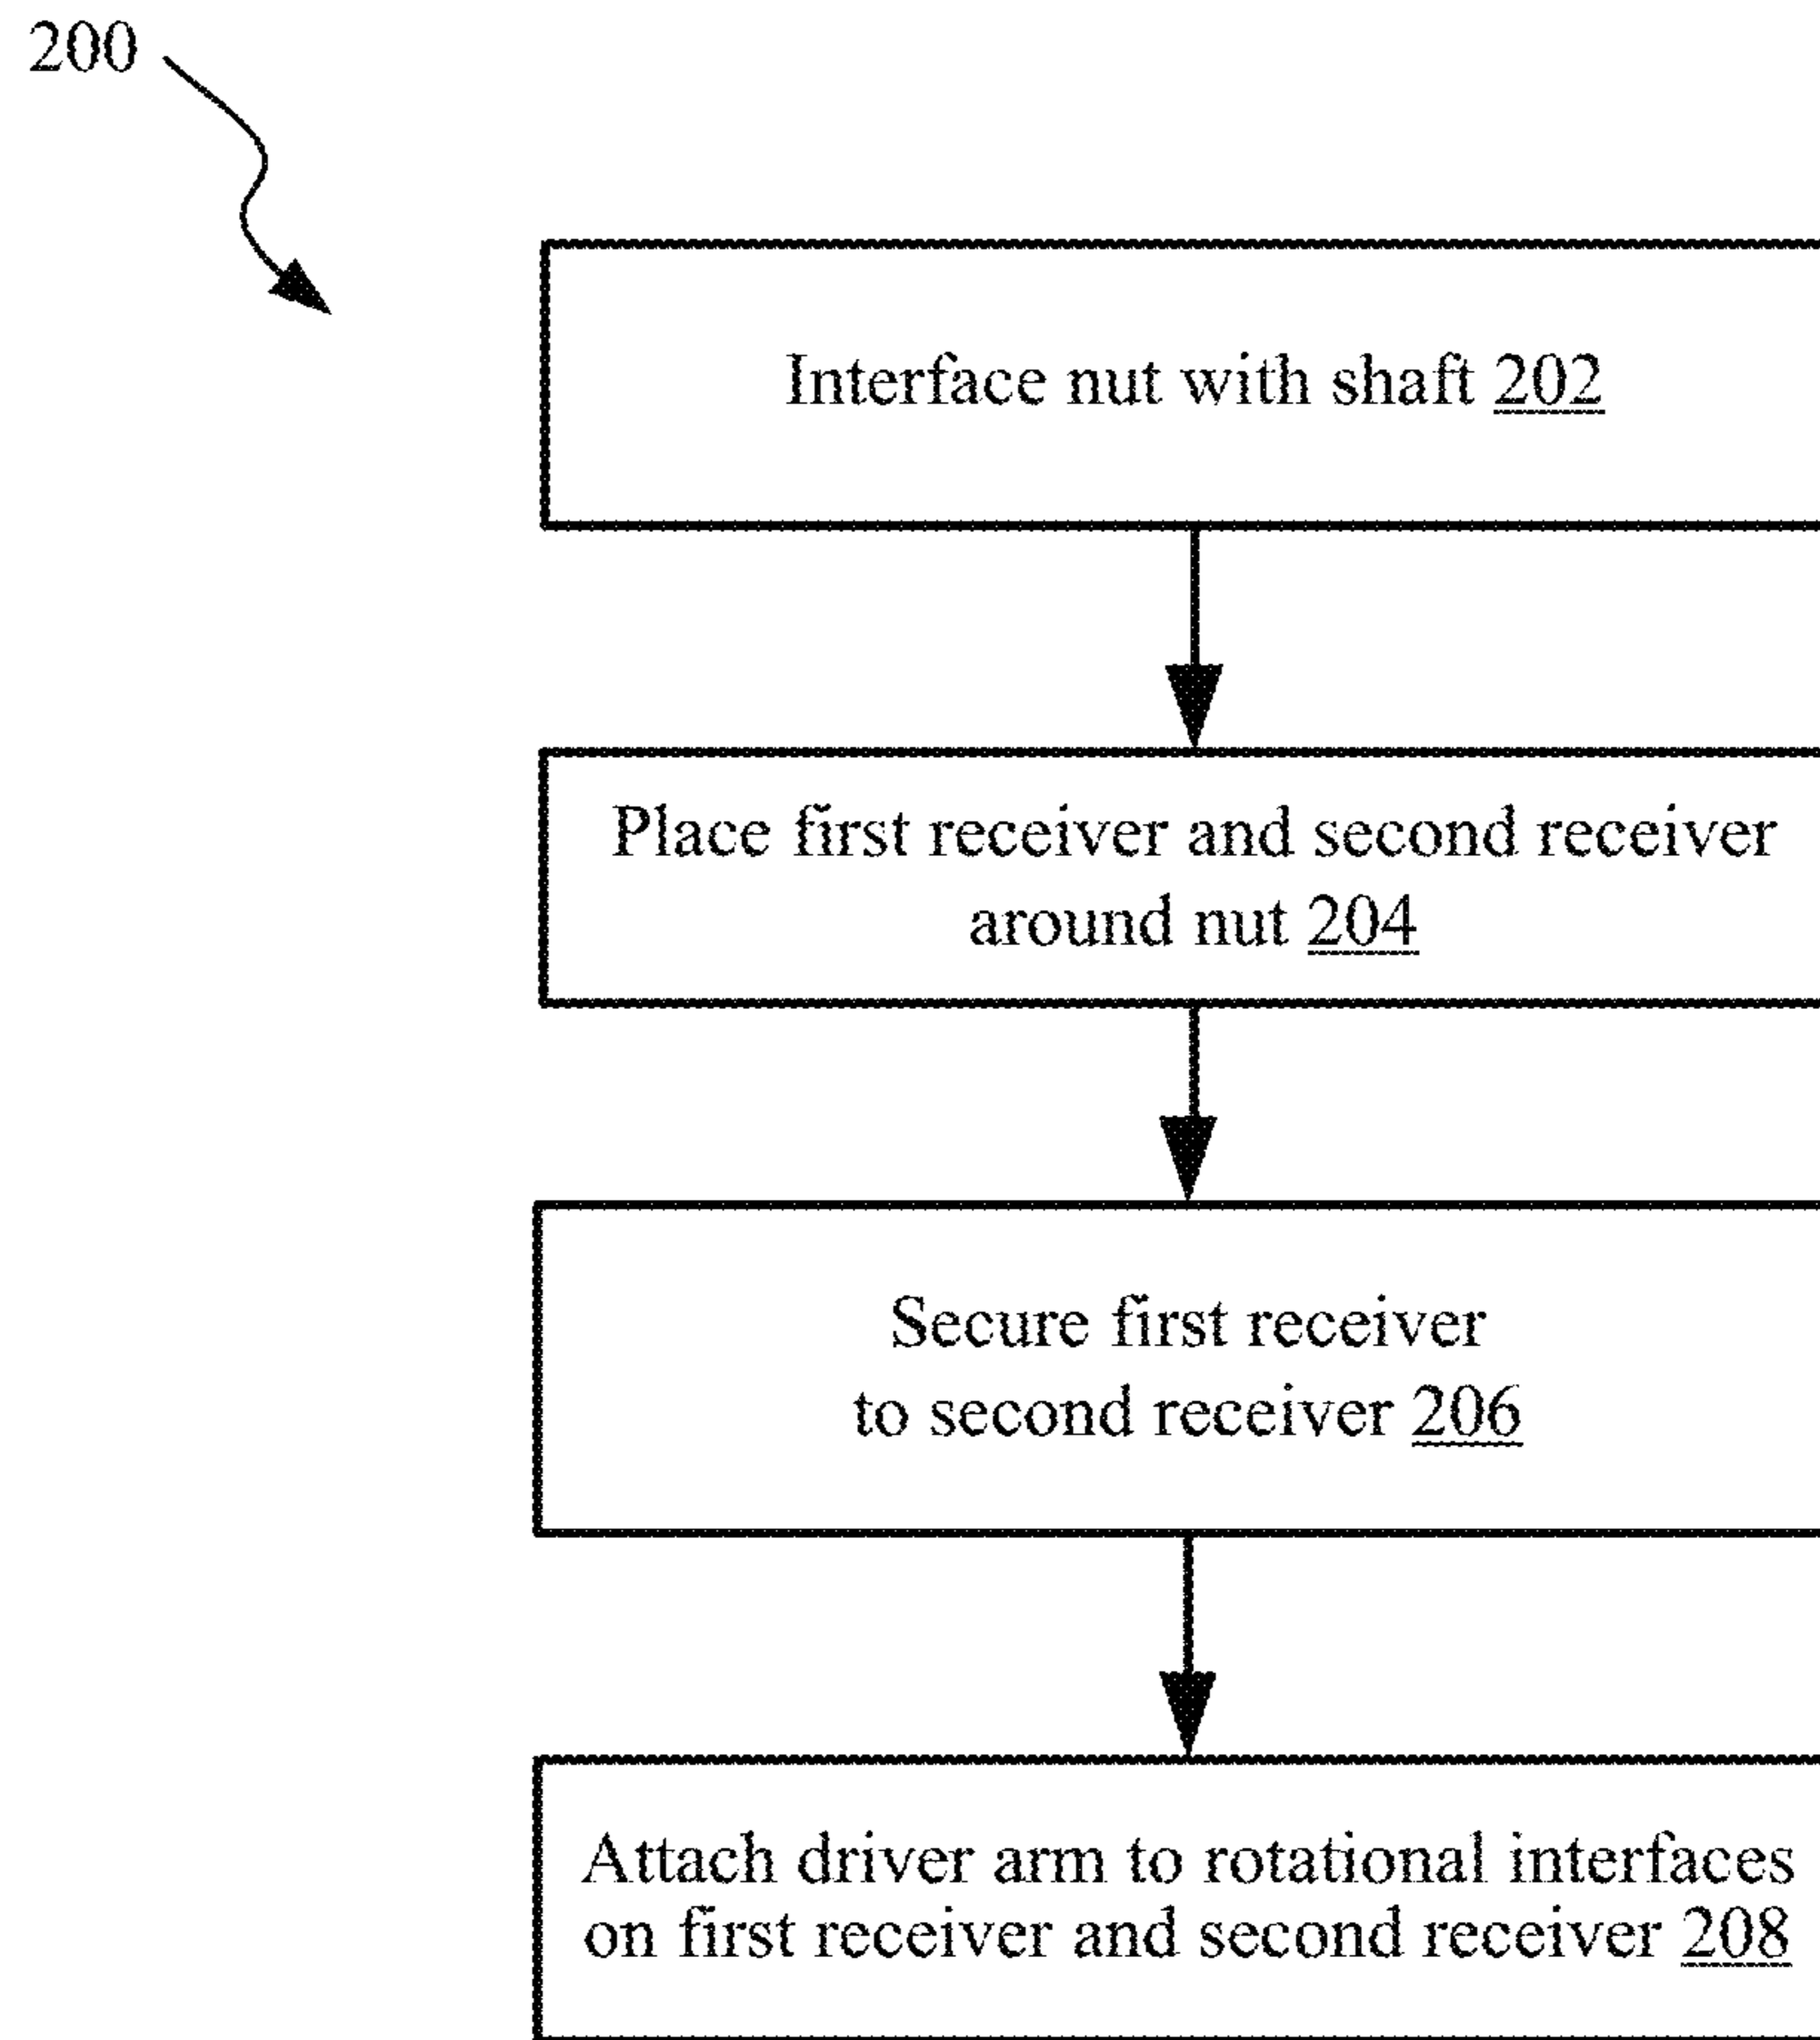 200
Interface nut with shaft 202
Place first receiver and second receiver
around nut 204
Secure first receiver
to second receiver 206
Attach driver arm to rotational interfaces
on first receiver and second receiver 208